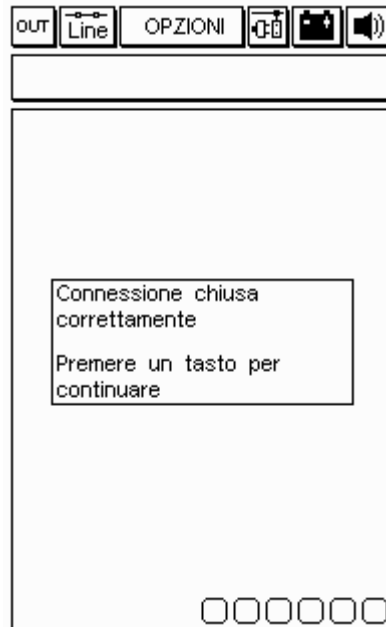 OUT Line OPZIONI
Connessione chiusa
correttamente
Premere un tasto per
continuare